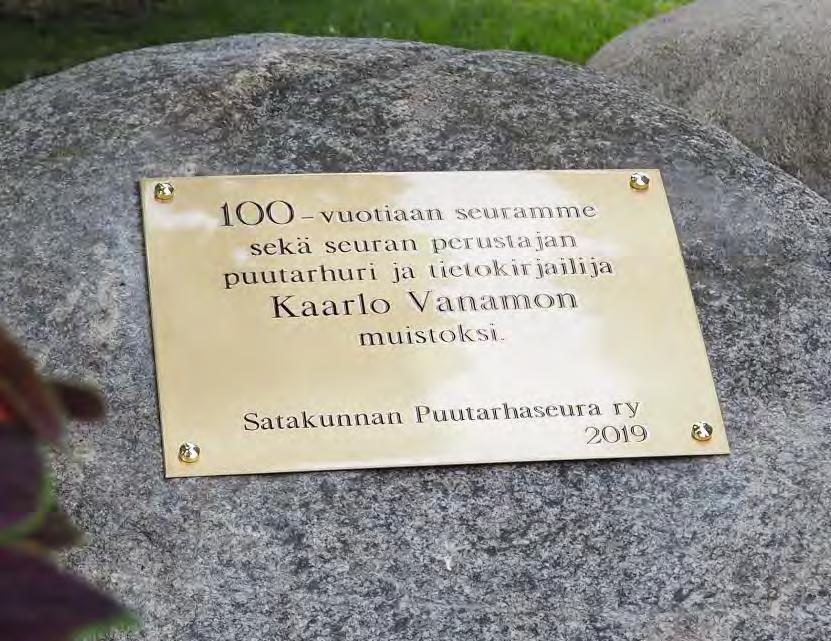 100 - vuotiaan seuramme
sekä seuran perustajan
puutarhuri ja tietokirjailija
Kaarlo Vanamon
muistoksi.
Satakunnan Puutarhaseura ry
2019